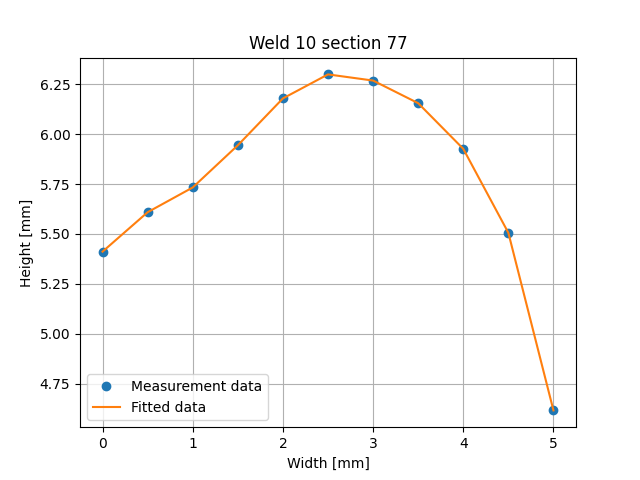 Weld 10 section 77
6.25
6.00
5.75
5.50
5.25
5.00
4.75
Height [mm]
Measurement data
Fitted data
0 1 2 3 4 5
Width [mm]